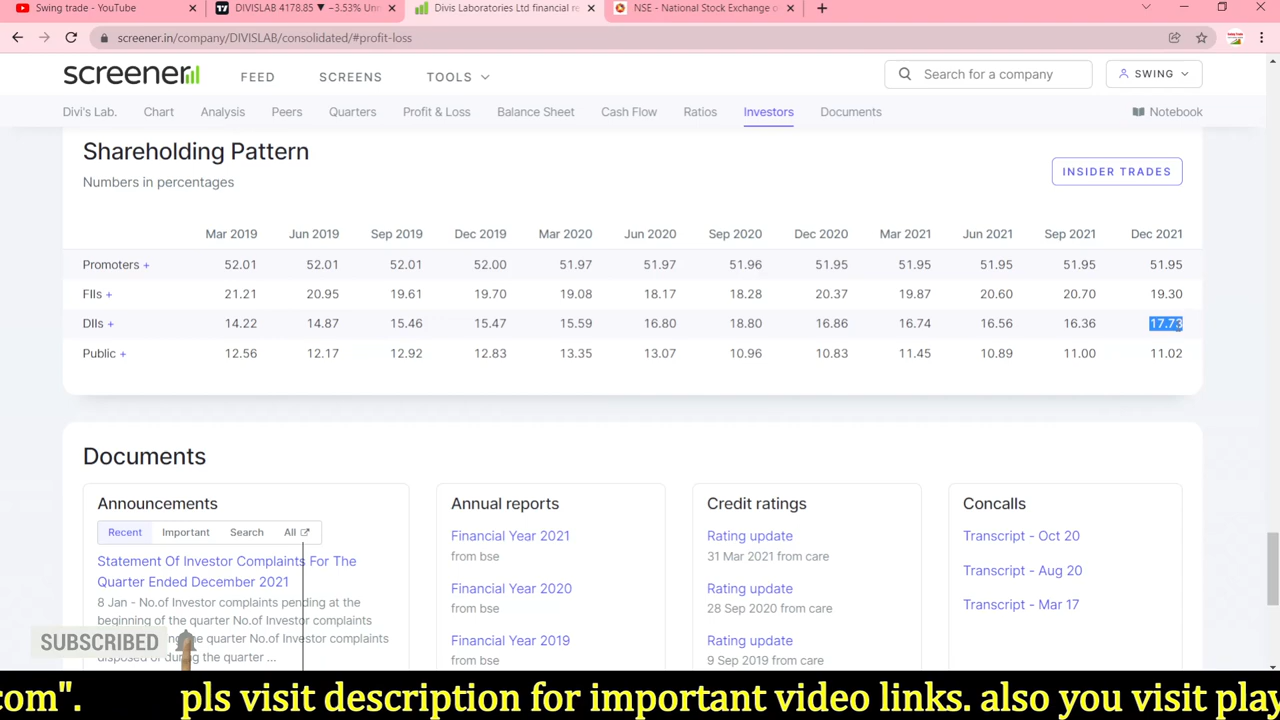 Swing trade - YouTube
DIVISLAB 4178.85 ▼ −3.53% Unn
Divis Laboratories Ltd financial re
NSE - National Stock Exchange o
screener.in/company/DIVISLAB/consolidated/#profit-loss
screener
FEED
SCREENS
TOOLS
Search for a company
SWING
Divi's Lab.
Chart
Analysis
Peers
Quarters
Profit & Loss
Balance Sheet
Cash Flow
Ratios
Investors
Documents
Notebook
Shareholding Pattern
Numbers in percentages
INSIDER TRADES
Mar 2019 Jun 2019 Sep 2019 Dec 2019 Mar 2020 Jun 2020 Sep 2020 Dec 2020 Mar 2021 Jun 2021 Sep 2021 Dec 2021
Promoters + 52.01 52.01 52.01 52.00 51.97 51.97 51.96 51.95 51.95 51.95 51.95 51.95
FIIs + 21.21 20.95 19.61 19.70 19.08 18.17 18.28 20.37 19.87 20.60 20.70 19.30
DIIs + 14.22 14.87 15.46 15.47 15.59 16.80 18.80 16.86 16.74 16.56 16.36 17.73
Public + 12.56 12.17 12.92 12.83 13.35 13.07 10.96 10.83 11.45 10.89 11.00 11.02
Documents
Announcements
Recent Important Search All
Statement Of Investor Complaints For The
Quarter Ended December 2021
8 Jan - No.of Investor complaints pending at the
beginning of the quarter No.of Investor complaints
the quarter No.of Investor complaints
disposed of during the quarter ...
Annual reports
Financial Year 2021
from bse
Financial Year 2020
from bse
Financial Year 2019
from bse
Credit ratings
Rating update
31 Mar 2021 from care
Rating update
28 Sep 2020 from care
Rating update
9 Sep 2019 from care
Concalls
Transcript - Oct 20
Transcript - Aug 20
Transcript - Mar 17
SUBSCRIBED
com". pls visit description for important video links. also you visit play